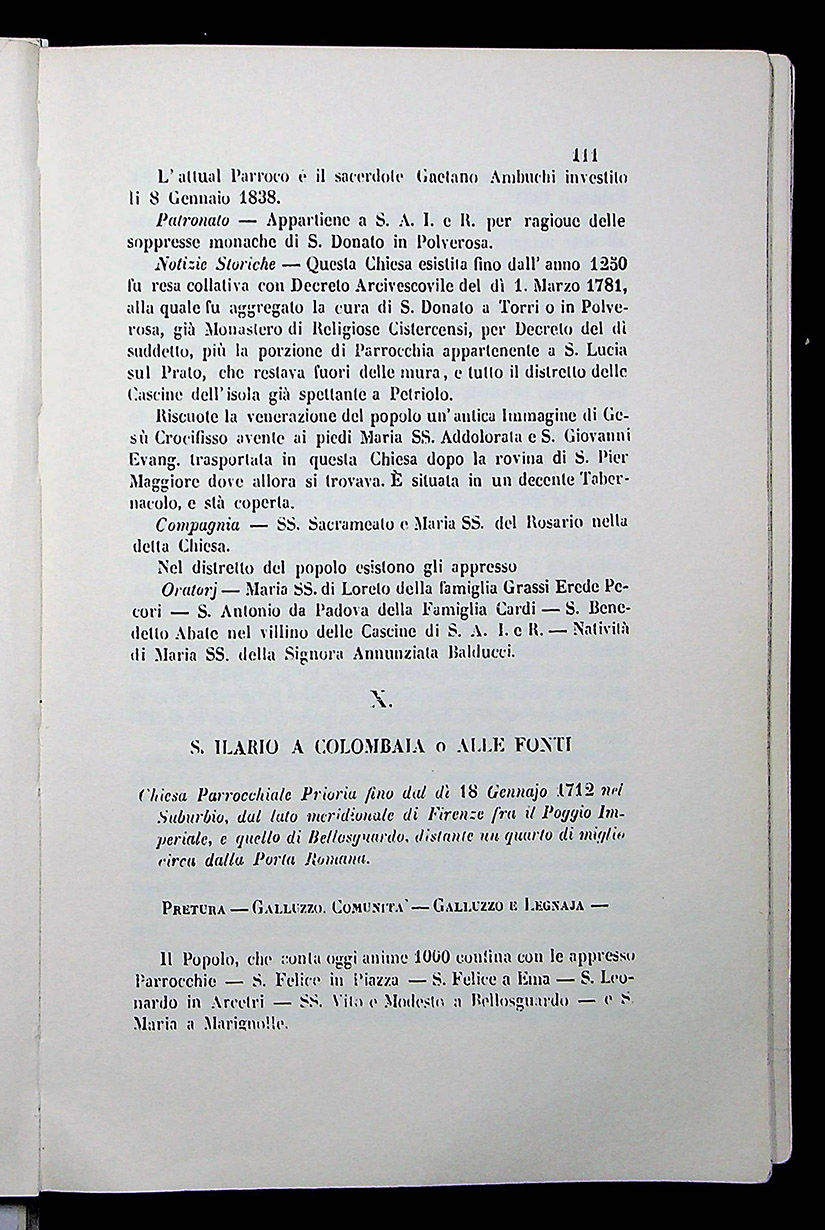 111
L'attual Parroco é il sacerdote Gaetano Ambuchi investito
li 8 Gennaio 1838.
Patronato — Appartiene a S. A. I. e R. per ragioue delle
soppresse monache di S. Donato in Polverosa.
Notizie Storiche — Questa Chiesa esistita fino dall' anno 1250
fu resa collativa con Decreto Arcivescovile del dì 1. Marzo 1781,
alla quale fu aggregato la cura di S. Donato a Torri o in Polve-
rosa, già Monastero di Religiose Cistercensi, per Decreto del di
suddetto, più la porzione di Parrocchia appartenente a S. Lucia
sul Prato, che restava fuori delle mura, e tutto il distretto delle
Cascine dell'isola già spettante a Petriolo.
Riscuote la venerazione del popolo un'antica Immagine di Ge-
sù Crocifisso avente ai piedi Maria SS. Addolorata e S. Giovanni
Evang. trasportata in questa Chiesa dopo la rovina di S. Pier
Maggiore dove allora si trovava. È situata in un decente Taber-
nacolo, e stà coperta.
Compagnia — SS. Sacrameato e Maria SS. del Rosario nella
detta Chiesa.
Nel distretto del popolo esistono gli appresso
Oratorj — Maria SS. di Loreto della famiglia Grassi Erede Pe-
cori — S. Antonio da Padova della Famiglia Cardi — S. Bene-
detto Abate nel villino delle Cascine di S. A. I. e R. — Natività
di Maria SS. della Signora Annunziata Balducci.
X.
S. ILARIO A COLOMBAIA o ALLE FONTI
Chiesa Parrocchiale Prioria fino dal dì 18 Gennajo 1712 nel
Suburbio, dal lato meridionale di Firenze fra il Poggio Im-
periale, e quello di Bellosguardo, distante un quarto di miglio
circa dalla Porta Romana.
PRETURA — GALLUZZO. COMUNITA' — GALLUZZO E LEGNAJA —
Il Popolo, che conta oggi anime 1000 confina con le appresso
Parrocchie — S. Felice in Piazza — S. Felice a Ema — S. Leo-
nardo in Arcetri — SS. Vito e Modesto a Bellosguardo — e S.
Maria a Marignolle.